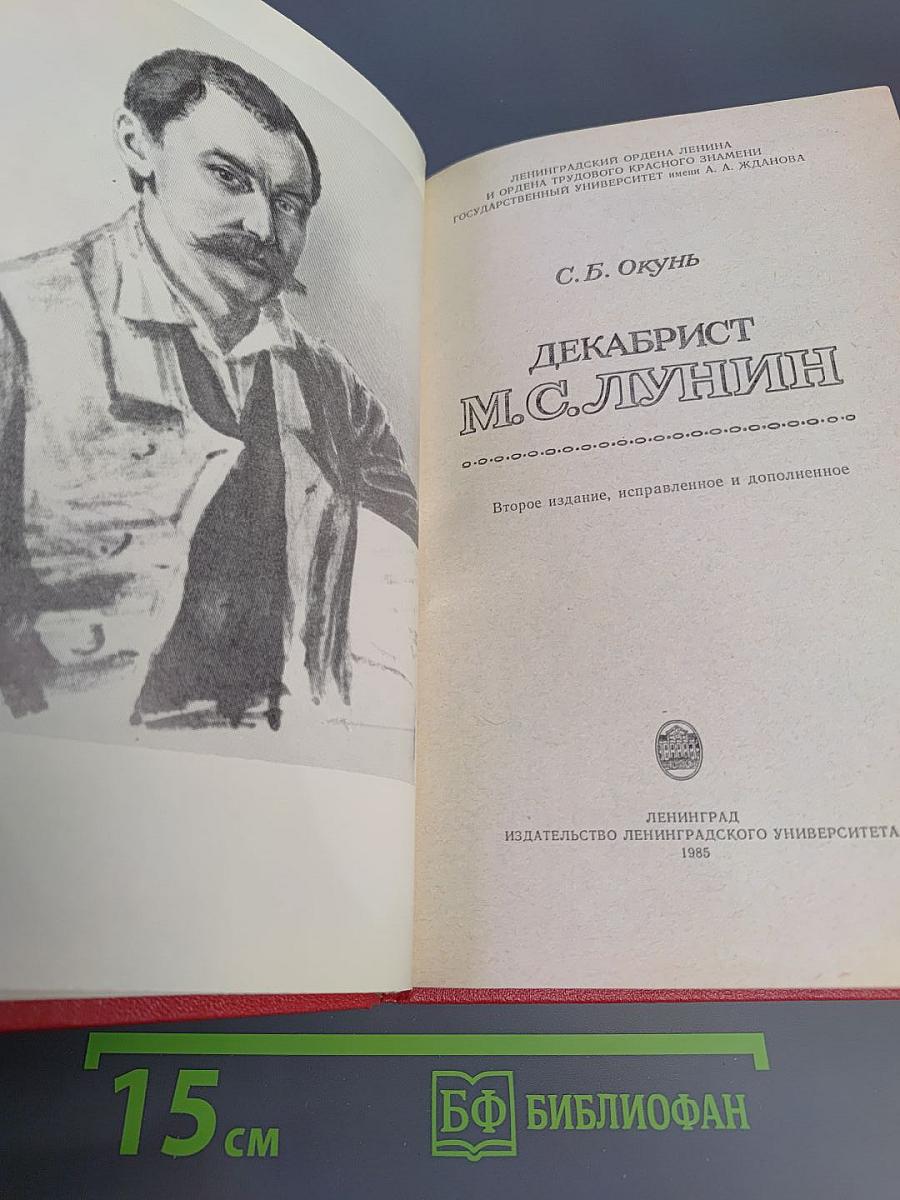 ЛЕНИНГРАДСКИЙ ОРДЕНА ЛЕНИНА
И ОРДЕНА ТРУДОВОГО КРАСНОГО ЗНАМЕНИ
ГОСУДАРСТВЕННЫЙ УНИВЕРСИТЕТ имени А. А. ЖДАНОВА
С. Б. Окунь
ДЕКАБРИСТ
М.С.ЛУНИН
Второе издание, исправленное и дополненное
ЛЕНИНГРАД
ИЗДАТЕЛЬСТВО ЛЕНИНГРАДСКОГО УНИВЕРСИТЕТА
1985
15 см
БФ БИБЛИОФАН